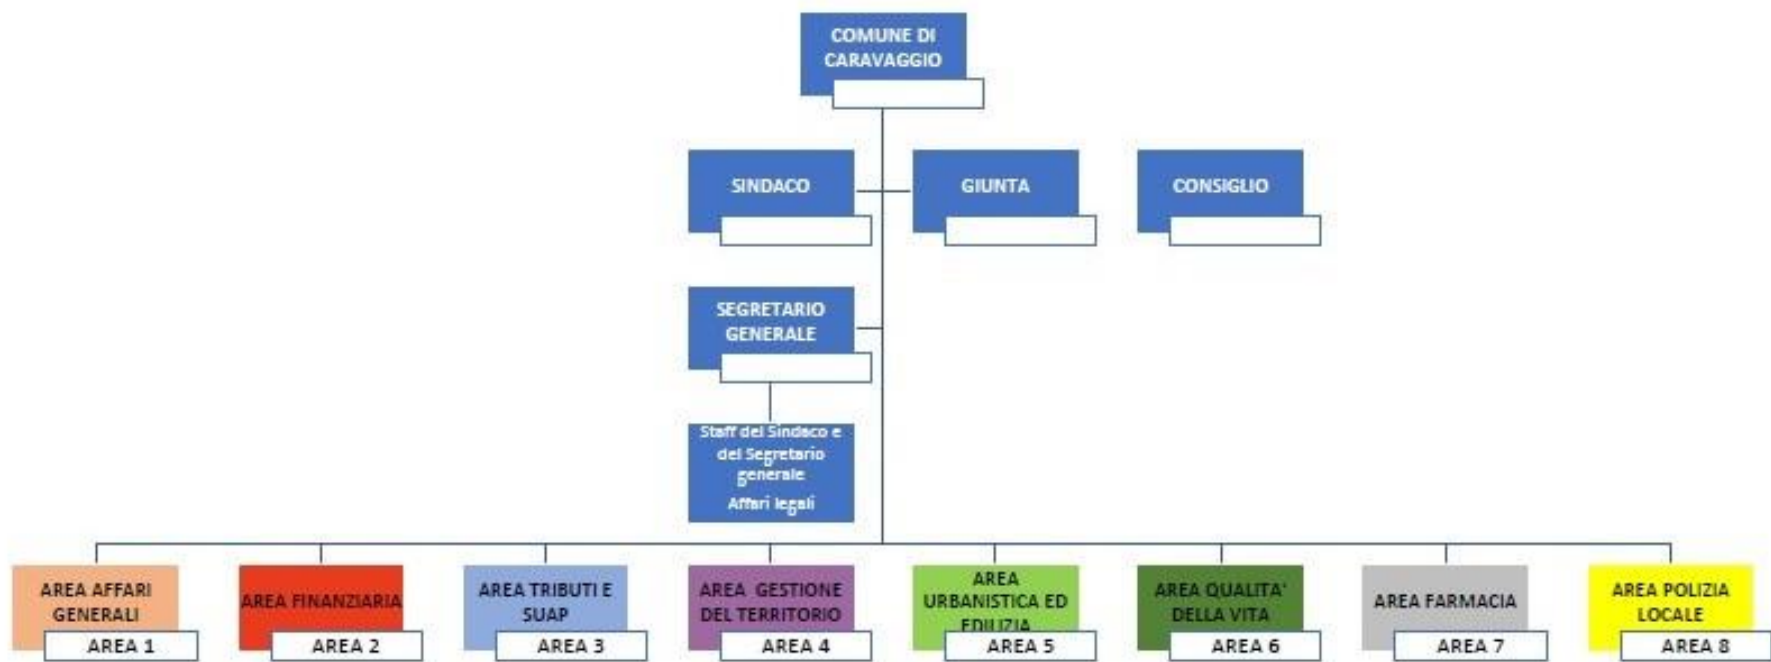 COMUNE DI
CARAVAGGIO
SINDACO
GIUNTA
CONSIGLIO
SEGRETARIO
GENERALE
Staff del Sindaco e
del Segretario
generale
Affari legali
AREA AFFARI
GENERALI
AREA 1
AREA FINANZIARIA
AREA 2
AREA TRIBUTI E
SUAP
AREA 3
AREA GESTIONE
DEL TERRITORIO
AREA 4
AREA
URBANISTICA ED
EDILIZIA
AREA 5
AREA QUALITA'
DELLA VITA
AREA 6
AREA FARMACIA
AREA 7
AREA POLIZIA
LOCALE
AREA 8